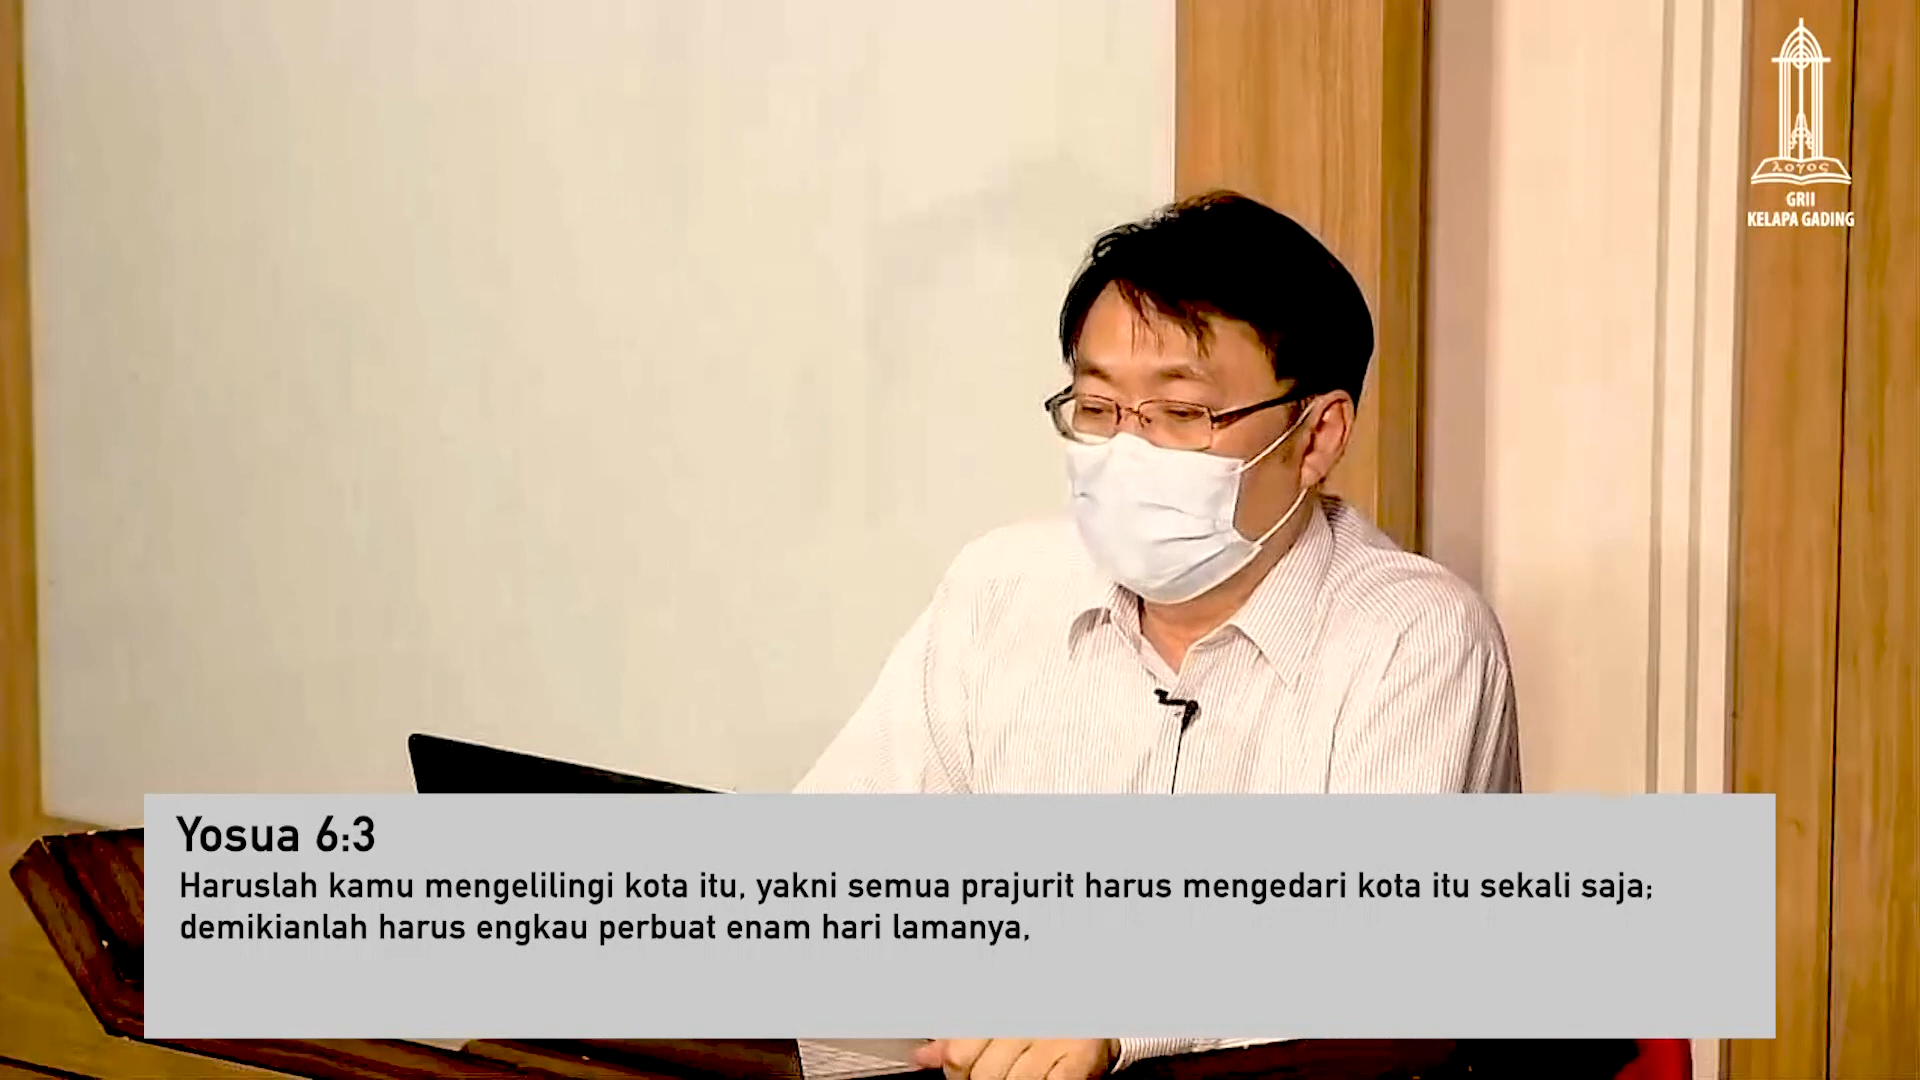 λογος
GRII
KELAPA GADING
Yosua 6:3
Haruslah kamu mengelilingi kota itu, yakni semua prajurit harus mengedari kota itu sekali saja;
demikianlah harus engkau perbuat enam hari lamanya,